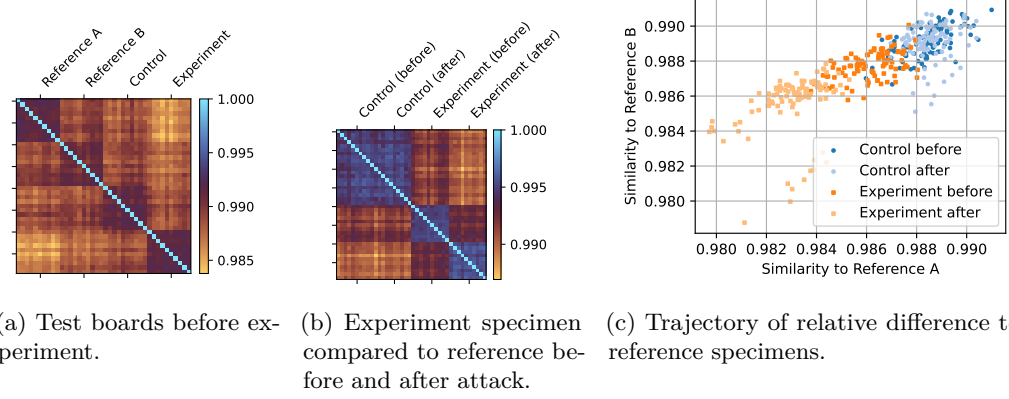 Reference A
Reference B
Control
Experiment
1.000
0.995
0.990
0.985
Control (before)
Control (after)
Experiment (before)
Experiment (after)
1.000
0.995
0.990
Similarity to Reference B
0.990
0.988
0.986
0.984
0.982
0.980
Control before
Control after
Experiment before
Experiment after
0.980 0.982 0.984 0.986 0.988 0.990
Similarity to Reference A
(a) Test boards before ex-
periment.
(b) Experiment specimen
compared to reference be-
fore and after attack.
(c) Trajectory of relative difference t
reference specimens.